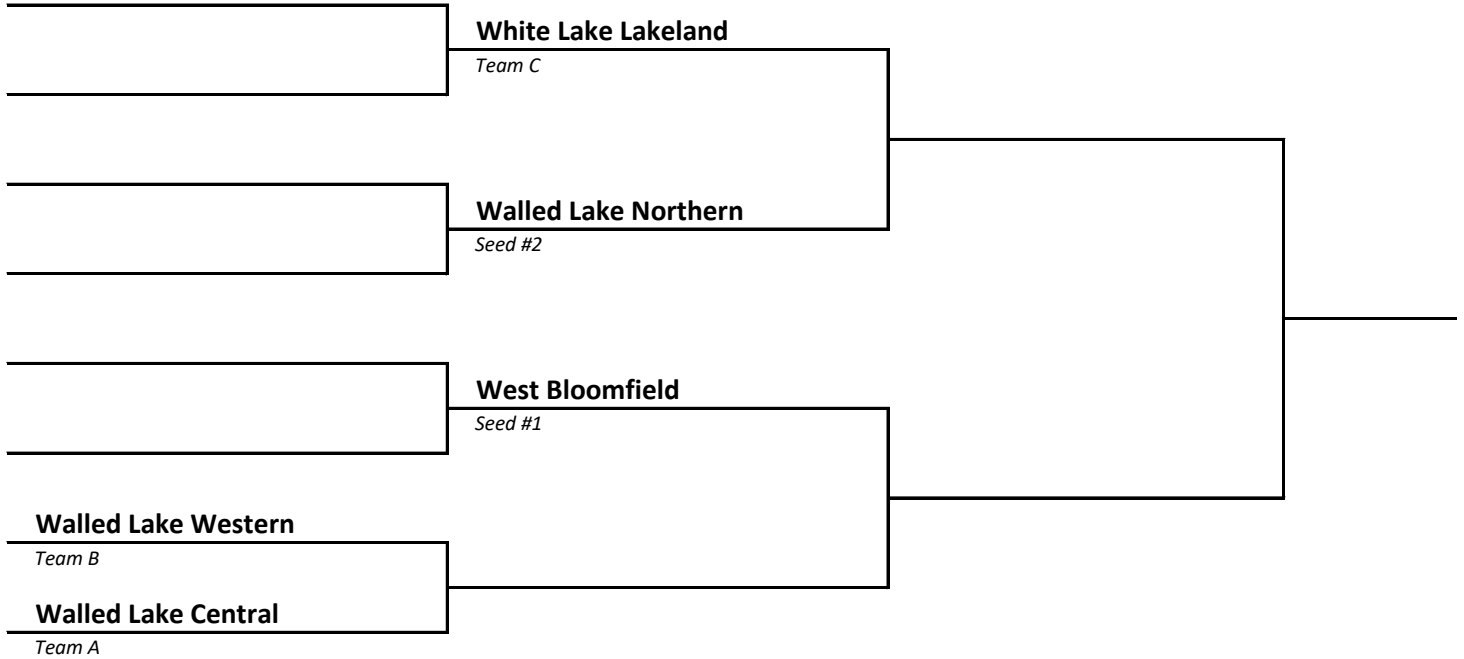 White Lake Lakeland
Team C
Walled Lake Northern
Seed #2
West Bloomfield
Seed #1
Walled Lake Western
Team B
Walled Lake Central
Team A